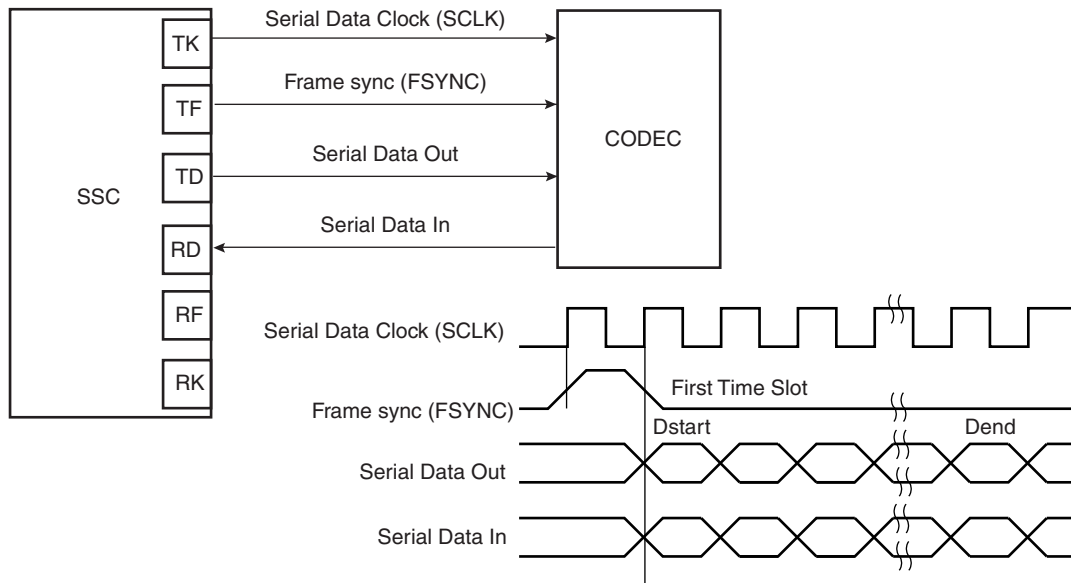 Serial Data Clock (SCLK)
TK
Frame sync (FSYNC)
TF
CODEC
Serial Data Out
TD
SSC
Serial Data In
RD
RF
Serial Data Clock (SCLK)
RK
First Time Slot
Frame sync (FSYNC)
Dstart
Dend
Serial Data Out
Serial Data In